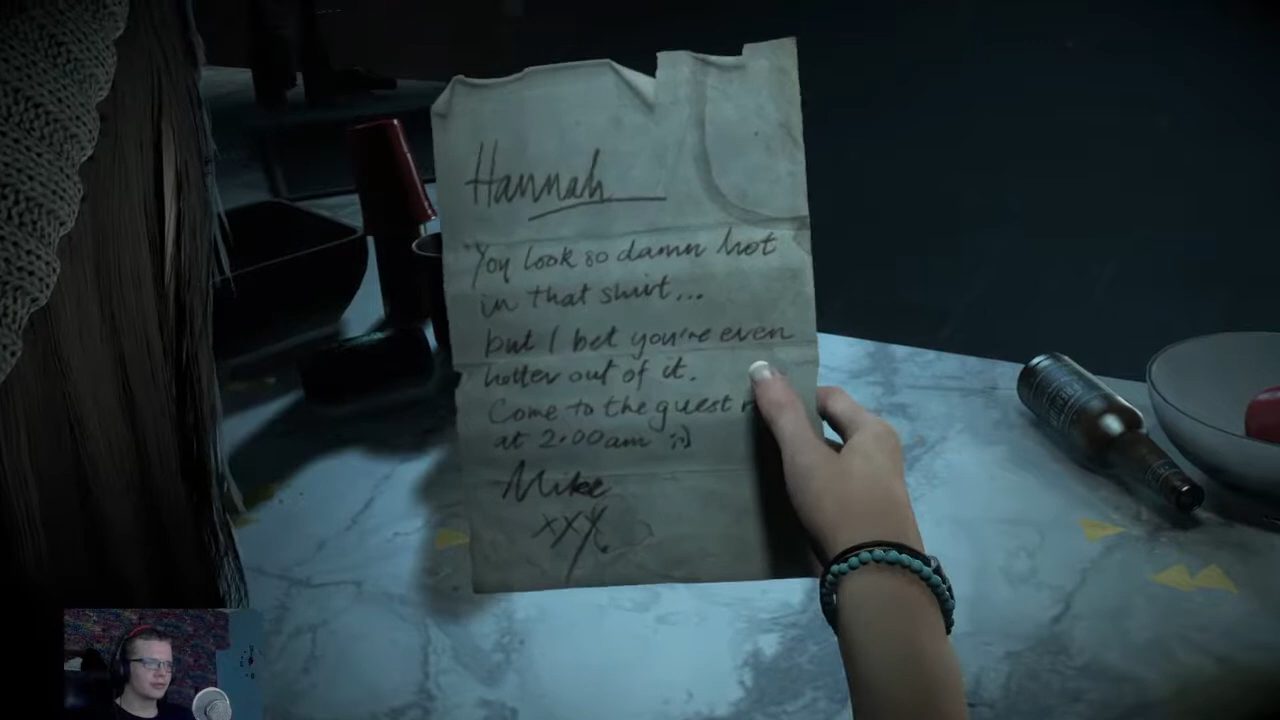 Hannah
You look so damn hot
in that shirt...
but I bet you're even
hotter out of it.
Come to the guest
at 2.00am ;)
Mike
xxx